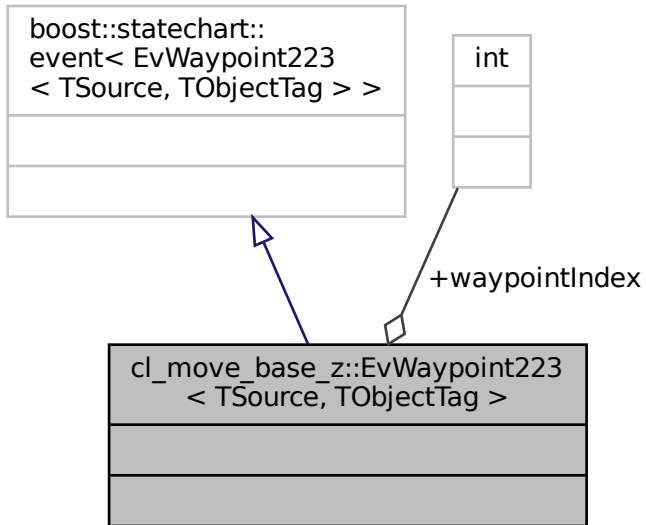 boost::statechart::
event< EvWaypoint223
< TSource, TObjectTag > >
int
+waypointIndex
cl_move_base_z::EvWaypoint223
< TSource, TObjectTag >